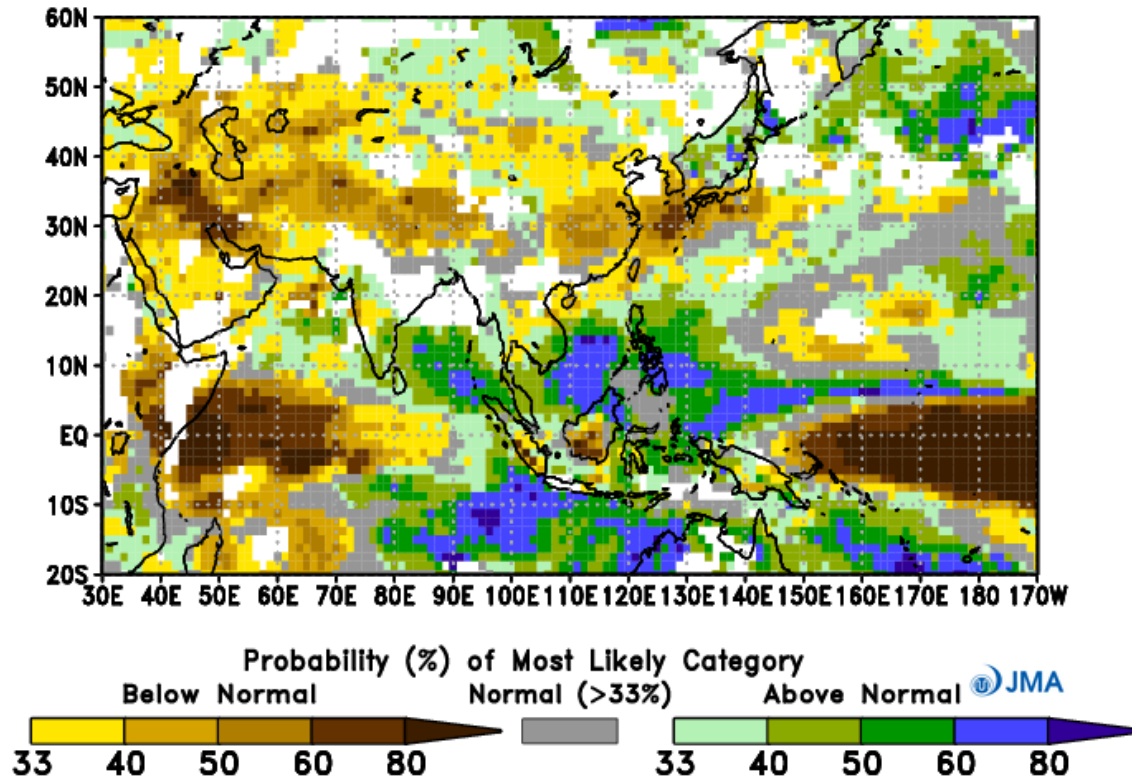 60N
50N
40N
30N
20N
10N
EQ
10S
20S
30E 40E 50E 60E 70E 80E 90E 100E 110E 120E 130E 140E 150E 160E 170E 180 170W
Probability (%) of Most Likely Category
Below Normal Normal (>33%) Above Normal JMA
33 40 50 60 80 33 40 50 60 80